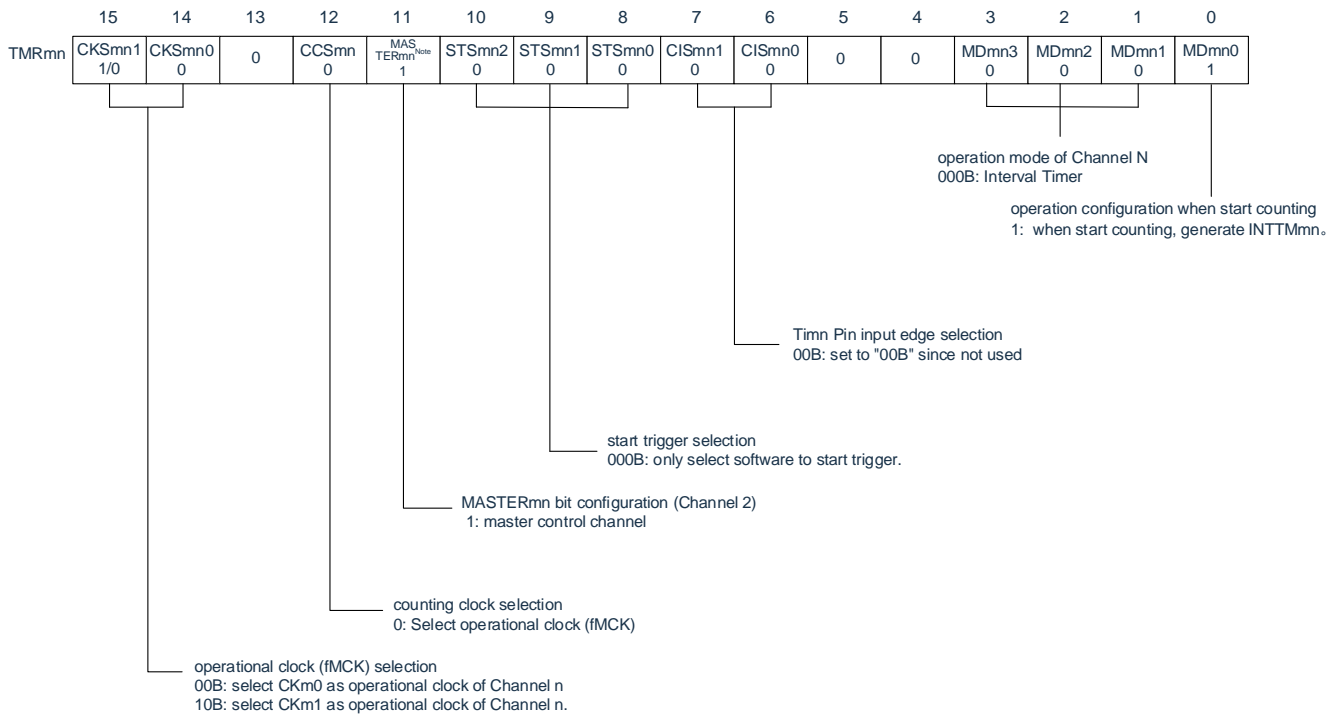 15 14 13 12 11 10 9 8 7 6 5 4 3 2 1 0
TMRmn CKSmn1 CKSmn0 0 CCSmn MAS STSmn2 STSmn1 STSmn0 CISmn1 CISmn0 0 0 MDmn3 MDmn2 MDmn1 MDmn0
TERmn Note
1/0 0 0 1 0 0 0 0 0 0 0 0 1
operation mode of Channel N
000B: Interval Timer
operation configuration when start counting
1: when start counting, generate INTTMmn。
Timn Pin input edge selection
00B: set to "00B" since not used
start trigger selection
000B: only select software to start trigger.
MASTERmn bit configuration (Channel 2)
1: master control channel
counting clock selection
0: Select operational clock (fMCK)
operational clock (fMCK) selection
00B: select CKm0 as operational clock of Channel n
10B: select CKm1 as operational clock of Channel n.